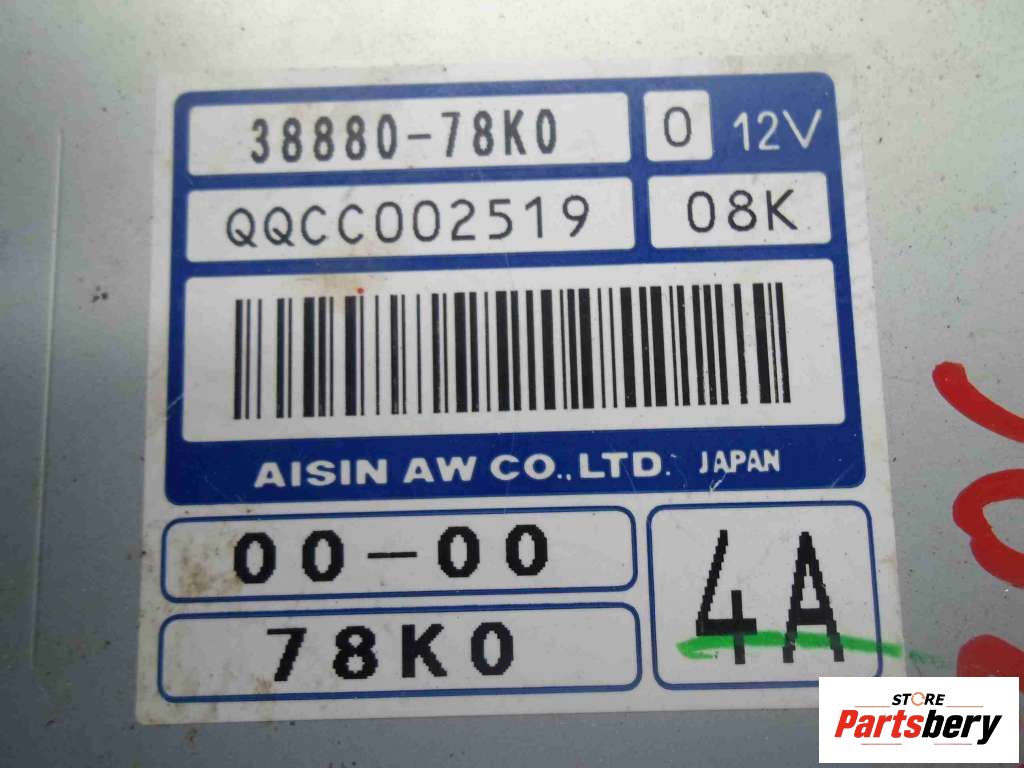 38880-78K0 0 12V
QQCC002519 08K
AISIN AW CO.,LTD. JAPAN
00-00
78K0
4A
STORE
Partsbery